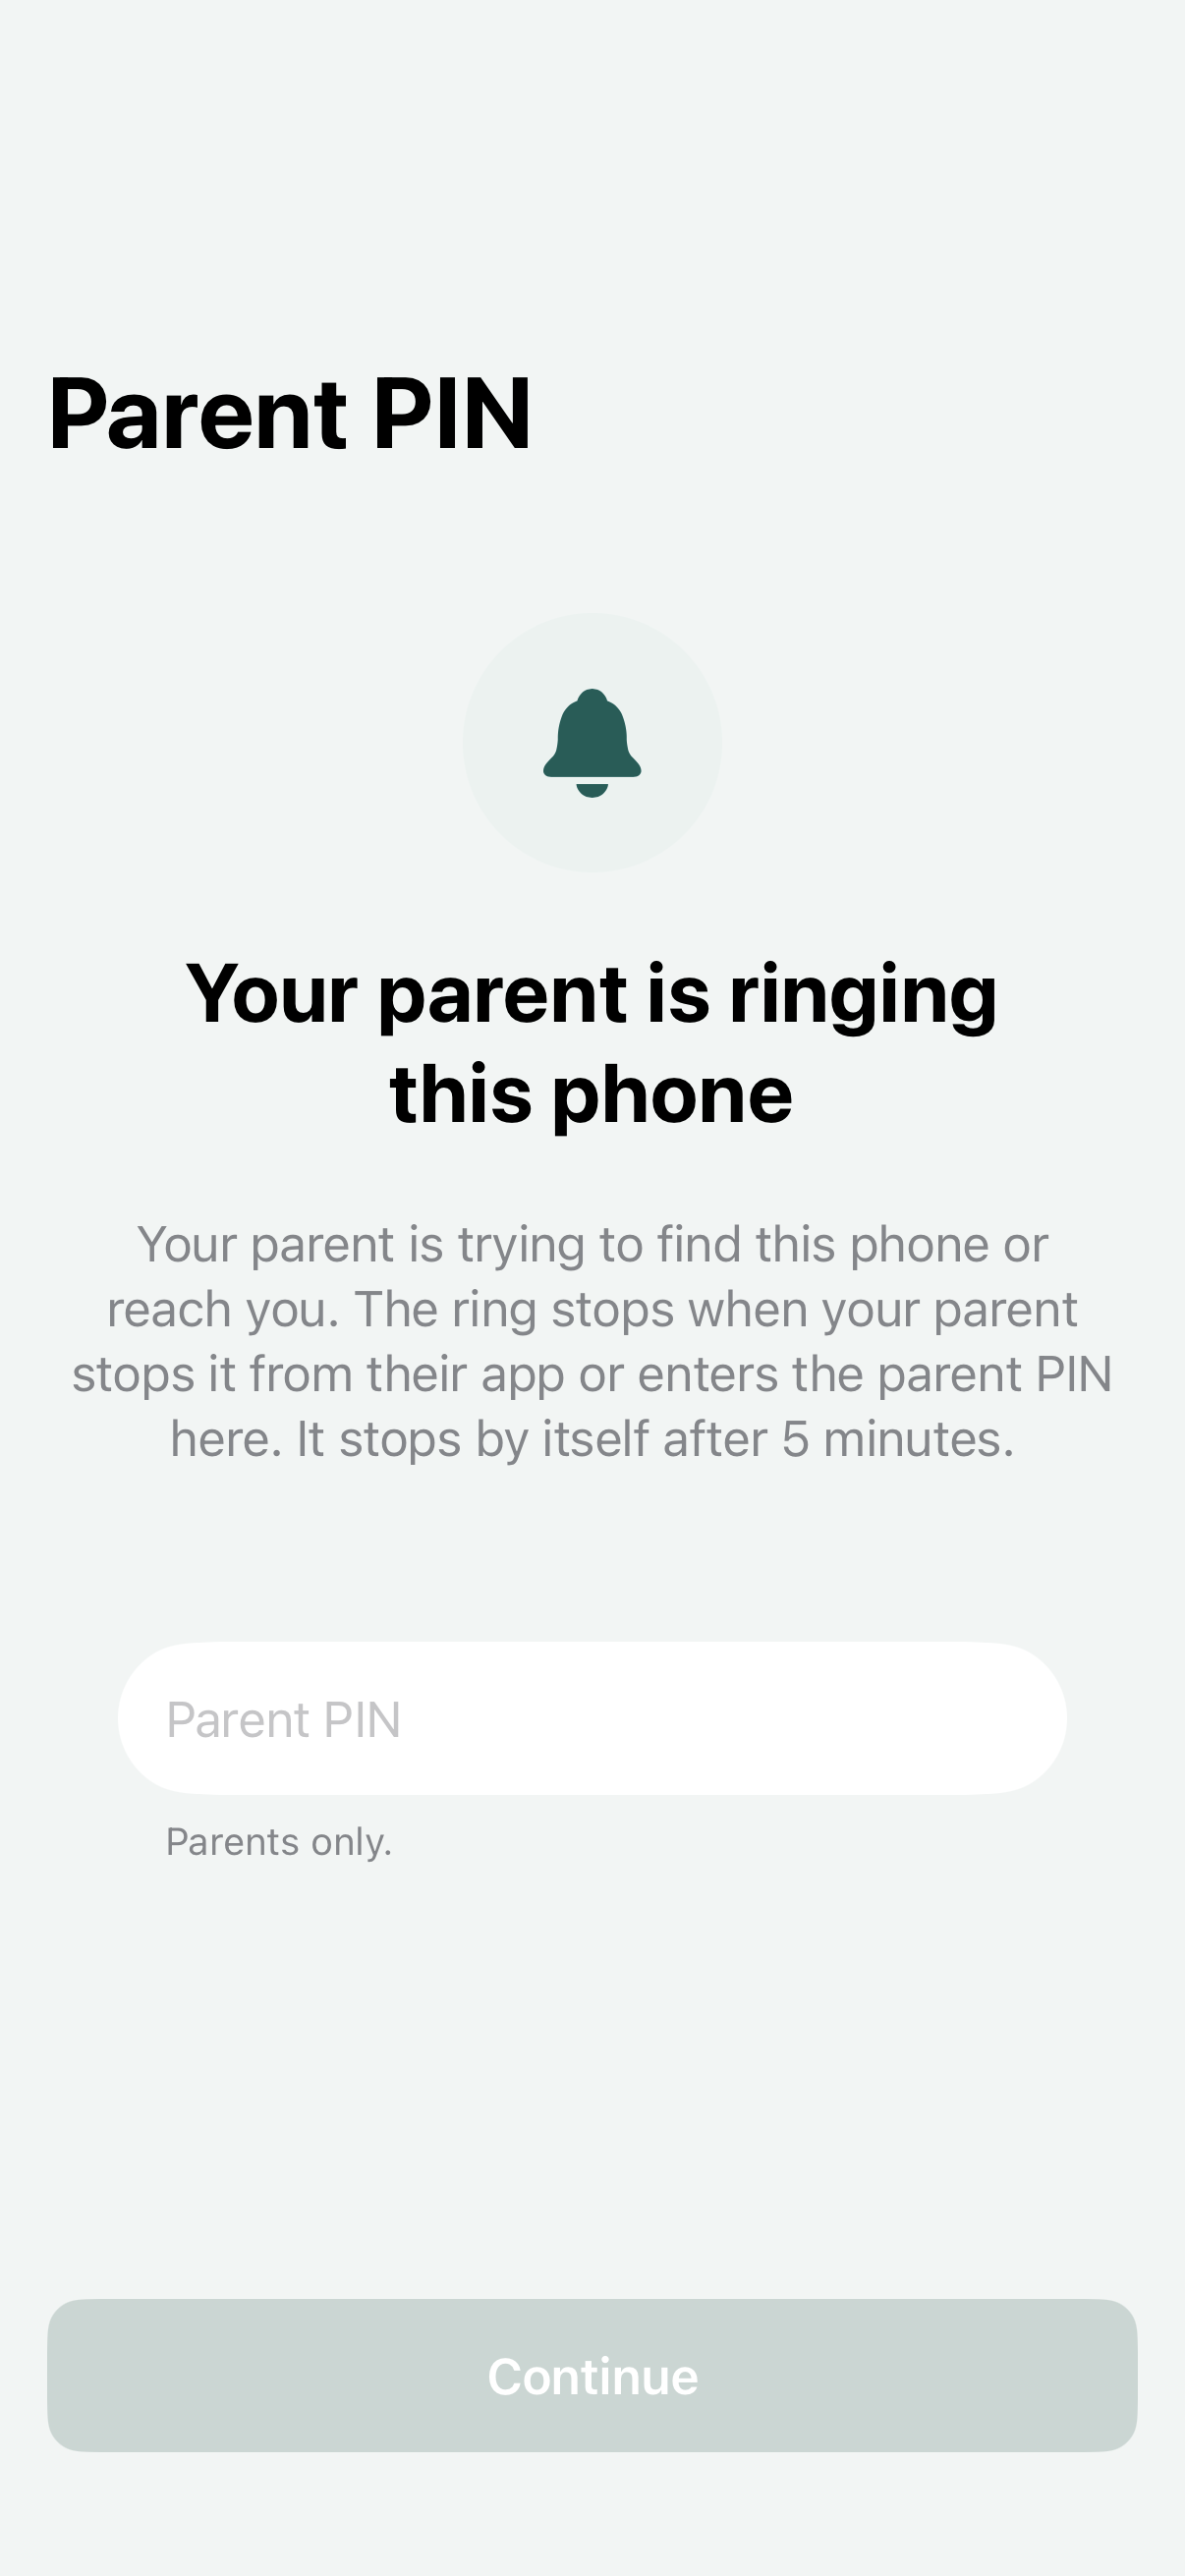 Parent PIN
Your parent is ringing
this phone
Your parent is trying to find this phone or
reach you. The ring stops when your parent
stops it from their app or enters the parent PIN
here. It stops by itself after 5 minutes.
Parent PIN
Parents only.
Continue